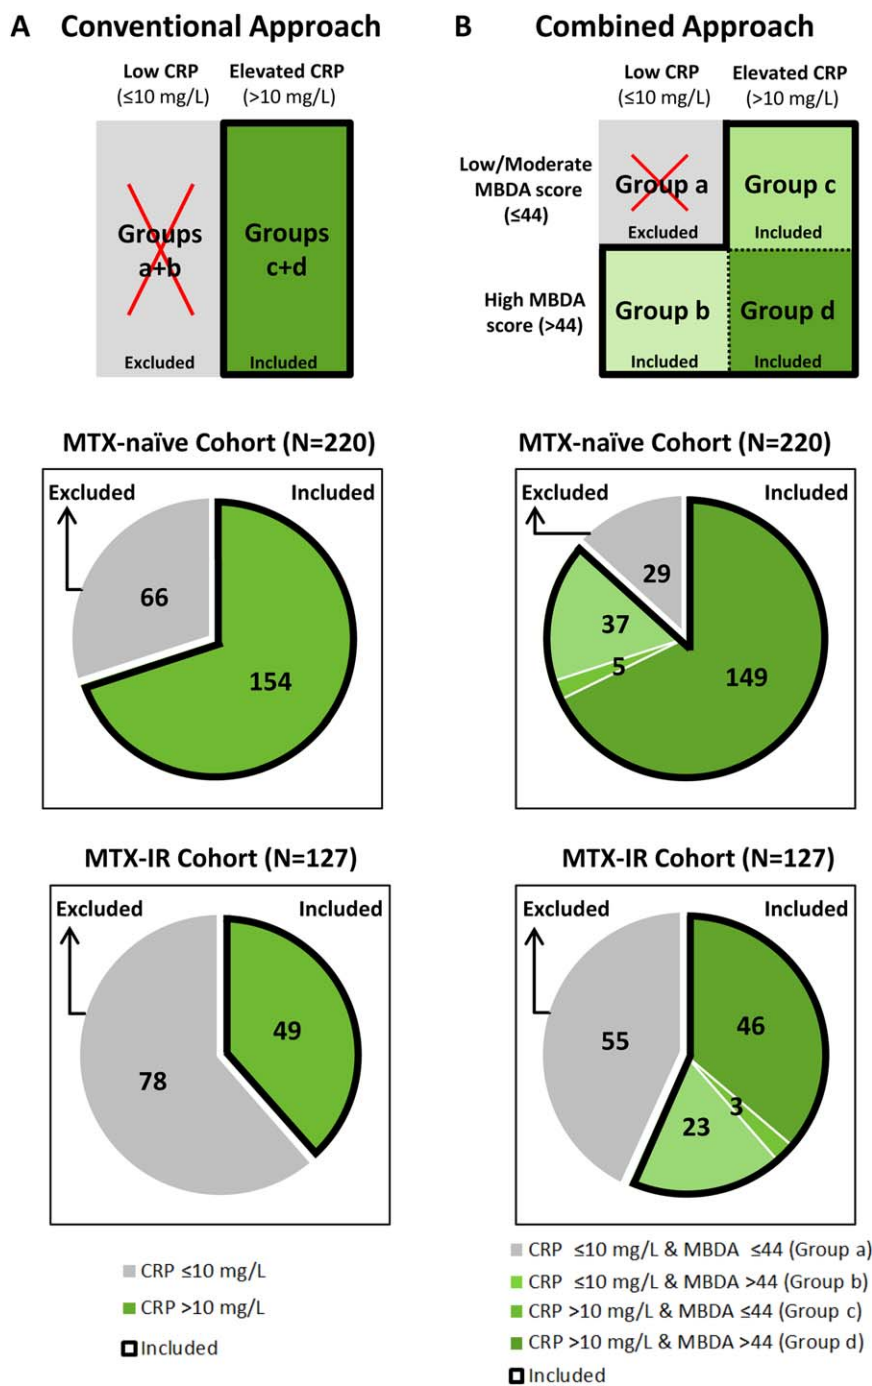 A Conventional Approach
Low CRP
(≤10 mg/L)
Elevated CRP
(>10 mg/L)
Groups
a+b
Excluded
Groups
c+d
Included
B Combined Approach
Low CRP
(≤10 mg/L)
Elevated CRP
(>10 mg/L)
Low/Moderate
MBDA score
(≤44)
Group a
Excluded
Group c
Included
High MBDA
score (>44)
Group b
Included
Group d
Included
MTX-naïve Cohort (N=220)
Excluded
Included
66
154
MTX-naïve Cohort (N=220)
Excluded
Included
29
37
5
149
MTX-IR Cohort (N=127)
Excluded
Included
49
78
MTX-IR Cohort (N=127)
Excluded
Included
55
46
3
23
CRP ≤10 mg/L
CRP >10 mg/L
Included
CRP ≤10 mg/L & MBDA ≤44 (Group a)
CRP ≤10 mg/L & MBDA >44 (Group b)
CRP >10 mg/L & MBDA ≤44 (Group c)
CRP >10 mg/L & MBDA >44 (Group d)
Included